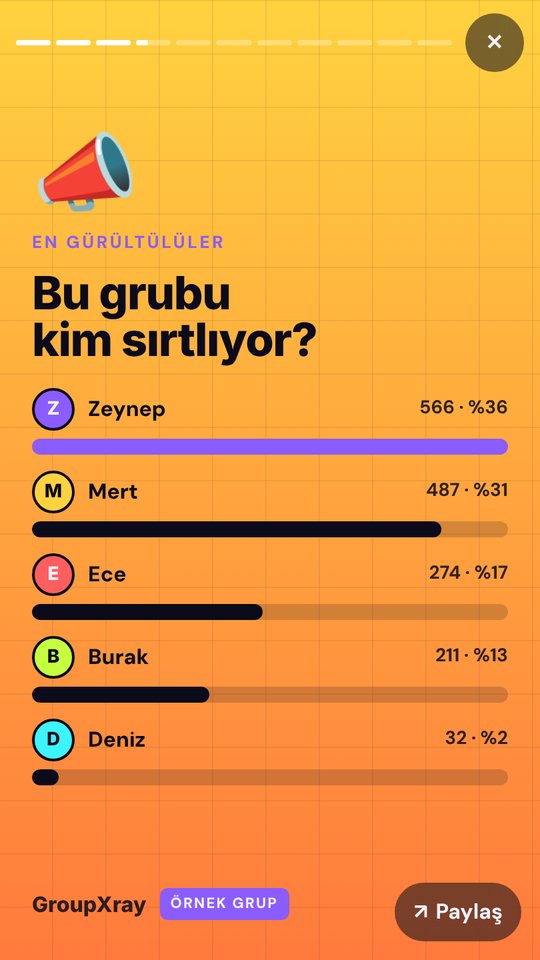 ×
EN GÜRÜLTÜLÜLER
Bu grubu
kim sırtlıyor?
Z Zeynep 566 · %36
M Mert 487 · %31
E Ece 274 · %17
B Burak 211 · %13
D Deniz 32 · %2
GroupXray ÖRNEK GRUP ↗ Paylaş